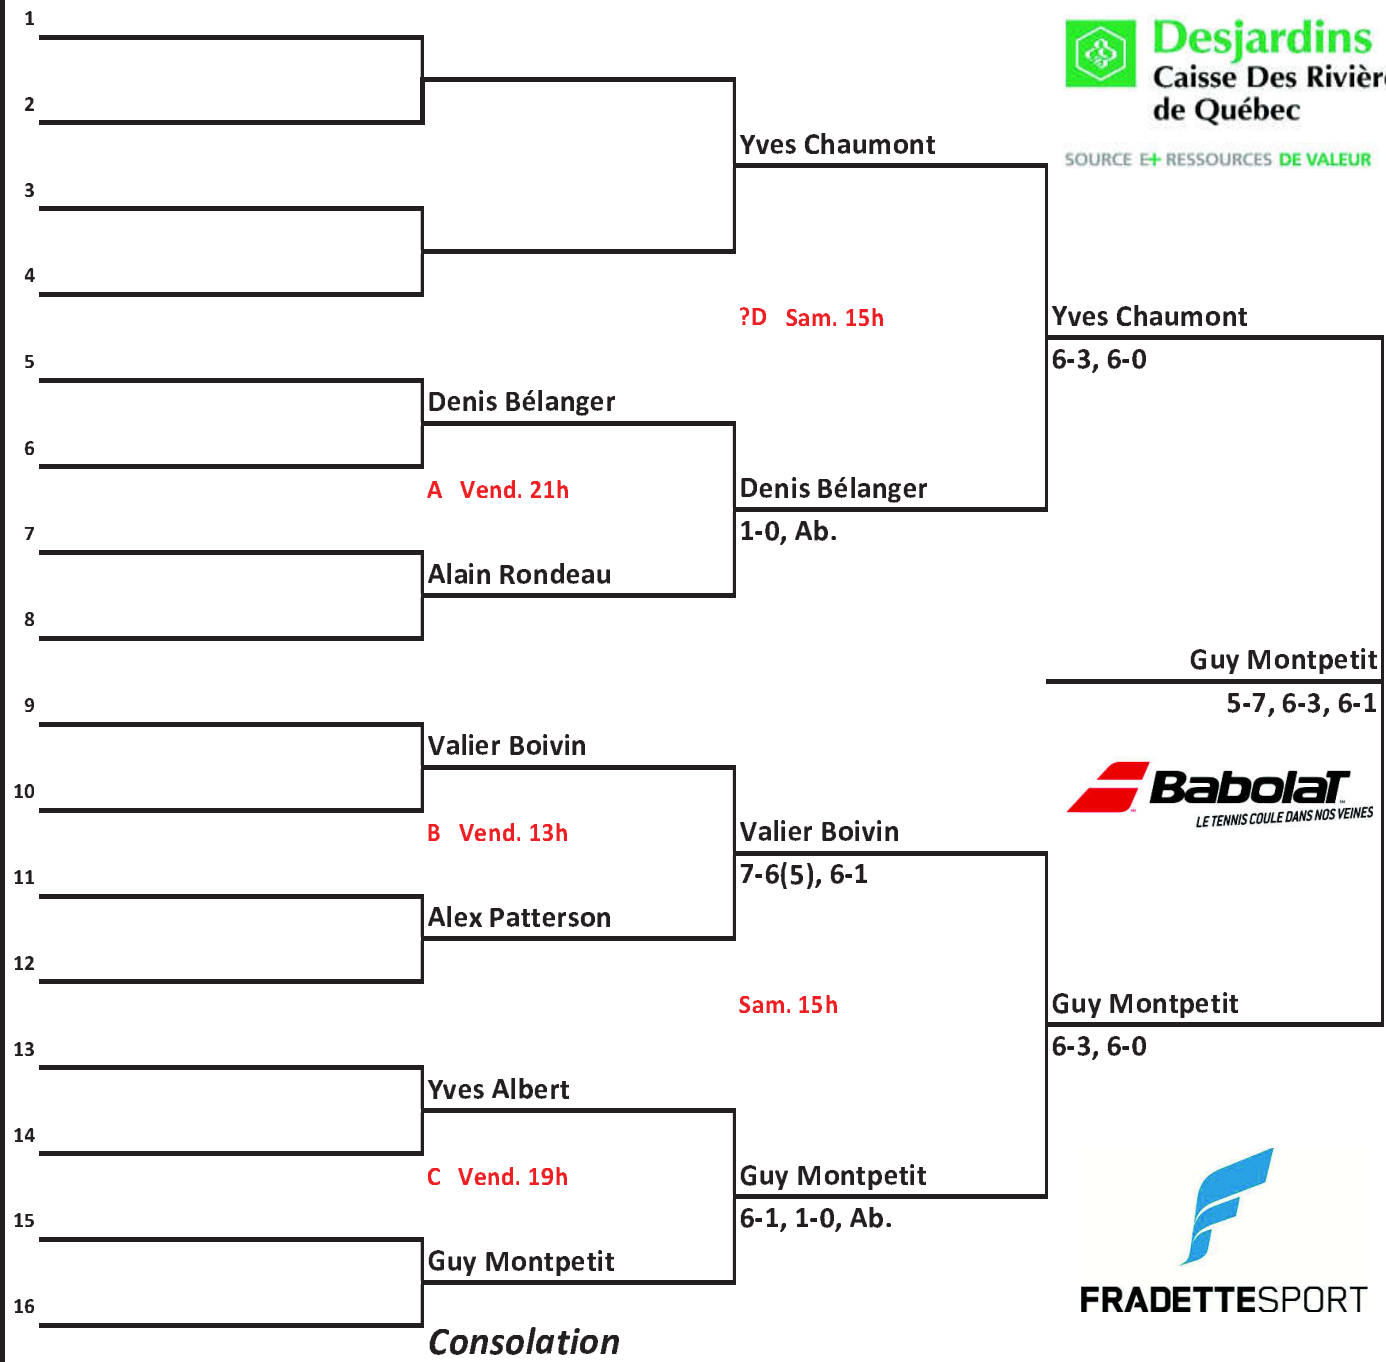 1
Desjardins
Caisse Des Rivièr
de Québec
2
Yves Chaumont
SOURCE ET RESSOURCES DE VALEUR
3
4
?D Sam. 15h
Yves Chaumont
6-3, 6-0
5
Denis Bélanger
6
A Vend. 21h
Denis Bélanger
1-0, Ab.
7
Alain Rondeau
8
Guy Montpetit
5-7, 6-3, 6-1
9
Valier Boivin
10
BabolaT
LE TENNIS COULE DANS NOS VEINES
B Vend. 13h
Valier Boivin
7-6(5), 6-1
11
Alex Patterson
12
Sam. 15h
Guy Montpetit
6-3, 6-0
13
Yves Albert
14
C Vend. 19h
Guy Montpetit
6-1, 1-0, Ab.
15
Guy Montpetit
16
FRADETTESPORT
Consolation